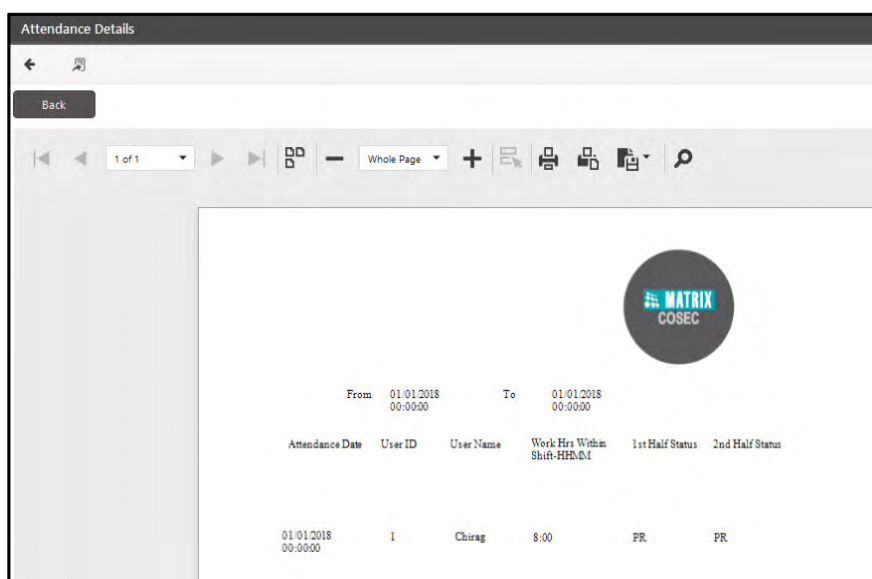 Attendance Details
Back
1 of 1
Whole Page
MATRIX
COSEC
From 01/01/2018 To 01/01/2018
00:00:00 00:00:00
Attendance Date User ID User Name Work Hrs Within 1st Half Status 2nd Half Status
Shift-HHMM
01/01/2018 1 Chirag 8:00 PR PR
00:00:00